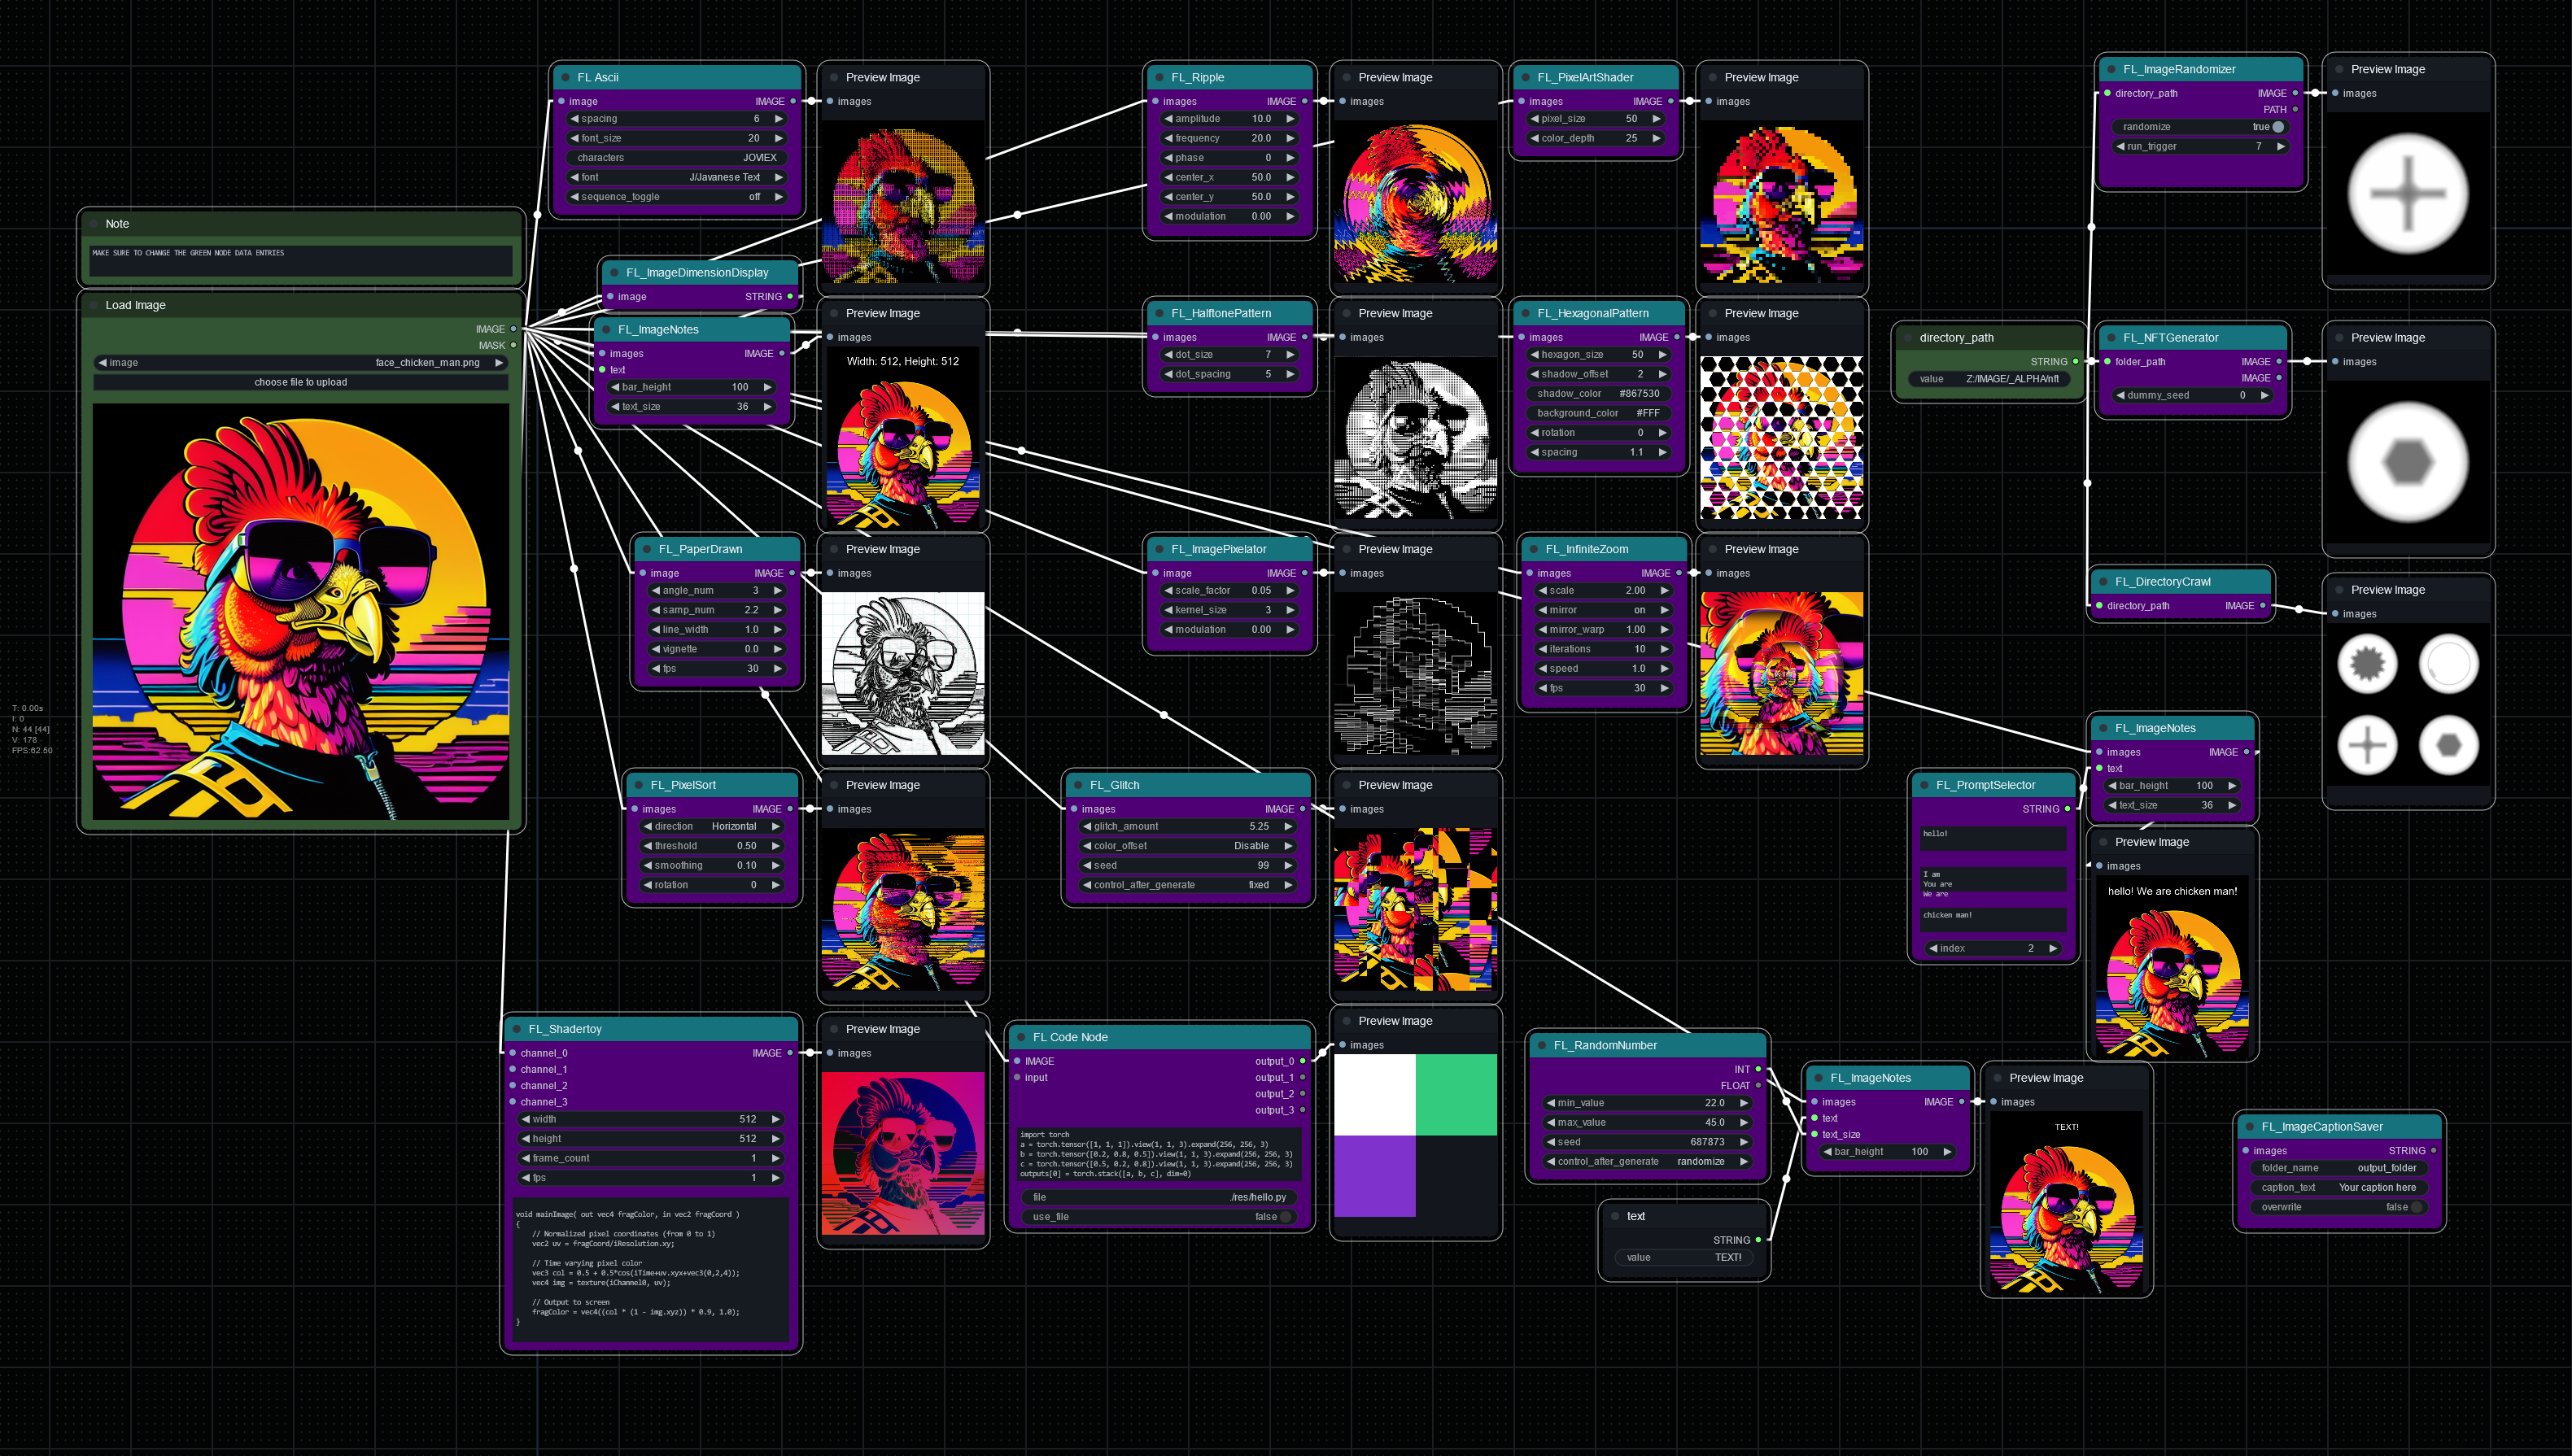 Note
MAKE SURE TO CHANGE THE GREEN NODE DATA ENTRIES
Load Image
IMAGE
MASK
image face_chicken_man.png
choose file to upload
T: 0.00s
I: 0
N: 44 [44]
V: 178
FPS:62.50
FL Ascii
image IMAGE
spacing 6
font_size 20
characters JOVIEX
font J/Javanese Text
sequence_toggle off
Preview Image
images
FL_ImageDimensionDisplay
image STRING
FL_ImageNotes
images IMAGE
text
bar_height 100
text_size 36
Preview Image
images
Width: 512, Height: 512
FL_PaperDrawn
image IMAGE
angle_num 3
samp_num 2.2
line_width 1.0
vignette 0.0
fps 30
Preview Image
images
FL_PixelSort
images IMAGE
direction Horizontal
threshold 0.50
smoothing 0.10
rotation 0
Preview Image
images
FL_Shadertoy
channel_0 IMAGE
channel_1
channel_2
channel_3
width 512
height 512
frame_count 1
fps 1
void mainImage( out vec4 fragColor, in vec2 fragCoord )
{
// Normalized pixel coordinates (from 0 to 1)
vec2 uv = fragCoord/iResolution.xy;
// Time varying pixel color
vec3 col = 0.5 + 0.5*cos(iTime+uv.xyx+vec3(0,2,4));
vec4 img = texture(iChannel0, uv);
// Output to screen
fragColor = vec4((col * (1 - img.xyz)) * 0.9, 1.0);
}
Preview Image
images
FL_Ripple
images IMAGE
amplitude 10.0
frequency 20.0
phase 0
center_x 50.0
center_y 50.0
modulation 0.00
Preview Image
images
FL_PixelArtShader
images IMAGE
pixel_size 50
color_depth 25
Preview Image
images
FL_HalftonePattern
images IMAGE
dot_size 7
dot_spacing 5
Preview Image
images
FL_HexagonalPattern
images IMAGE
hexagon_size 50
shadow_offset 2
shadow_color #867530
background_color #FFF
rotation 0
spacing 1.1
Preview Image
images
FL_ImagePixelator
image IMAGE
scale_factor 0.05
kernel_size 3
modulation 0.00
Preview Image
images
FL_InfiniteZoom
images IMAGE
scale 2.00
mirror on
mirror_warp 1.00
iterations 10
speed 1.0
fps 30
Preview Image
images
FL_Glitch
images IMAGE
glitch_amount 5.25
color_offset Disable
seed 99
control_after_generate fixed
Preview Image
images
FL Code Node
IMAGE output_0
input output_1
output_2
output_3
import torch
a = torch.tensor([1, 1, 1]).view(1, 1, 3).expand(256, 256, 3)
b = torch.tensor([0.2, 0.8, 0.5]).view(1, 1, 3).expand(256, 256, 3)
c = torch.tensor([0.5, 0.2, 0.8]).view(1, 1, 3).expand(256, 256, 3)
outputs[0] = torch.stack([a, b, c], dim=0)
file ./res/hello.py
use_file false
Preview Image
images
FL_RandomNumber
INT
FLOAT
min_value 22.0
max_value 45.0
seed 687873
control_after_generate randomize
text
STRING
value TEXT!
FL_ImageNotes
images IMAGE
text
text_size
bar_height 100
Preview Image
images
TEXT!
FL_ImageRandomizer
directory_path IMAGE
PATH
randomize true
run_trigger 7
Preview Image
images
directory_path
STRING
value Z:/IMAGE/_ALPHA/nft
FL_NFTGenerator
folder_path IMAGE
IMAGE
dummy_seed 0
Preview Image
images
FL_DirectoryCrawl
directory_path IMAGE
Preview Image
images
FL_PromptSelector
STRING
hello!
I am
You are
We are
chicken man!
index 2
FL_ImageNotes
images IMAGE
text
bar_height 100
text_size 36
Preview Image
images
hello! We are chicken man!
FL_ImageCaptionSaver
images STRING
folder_name output_folder
caption_text Your caption here
overwrite false